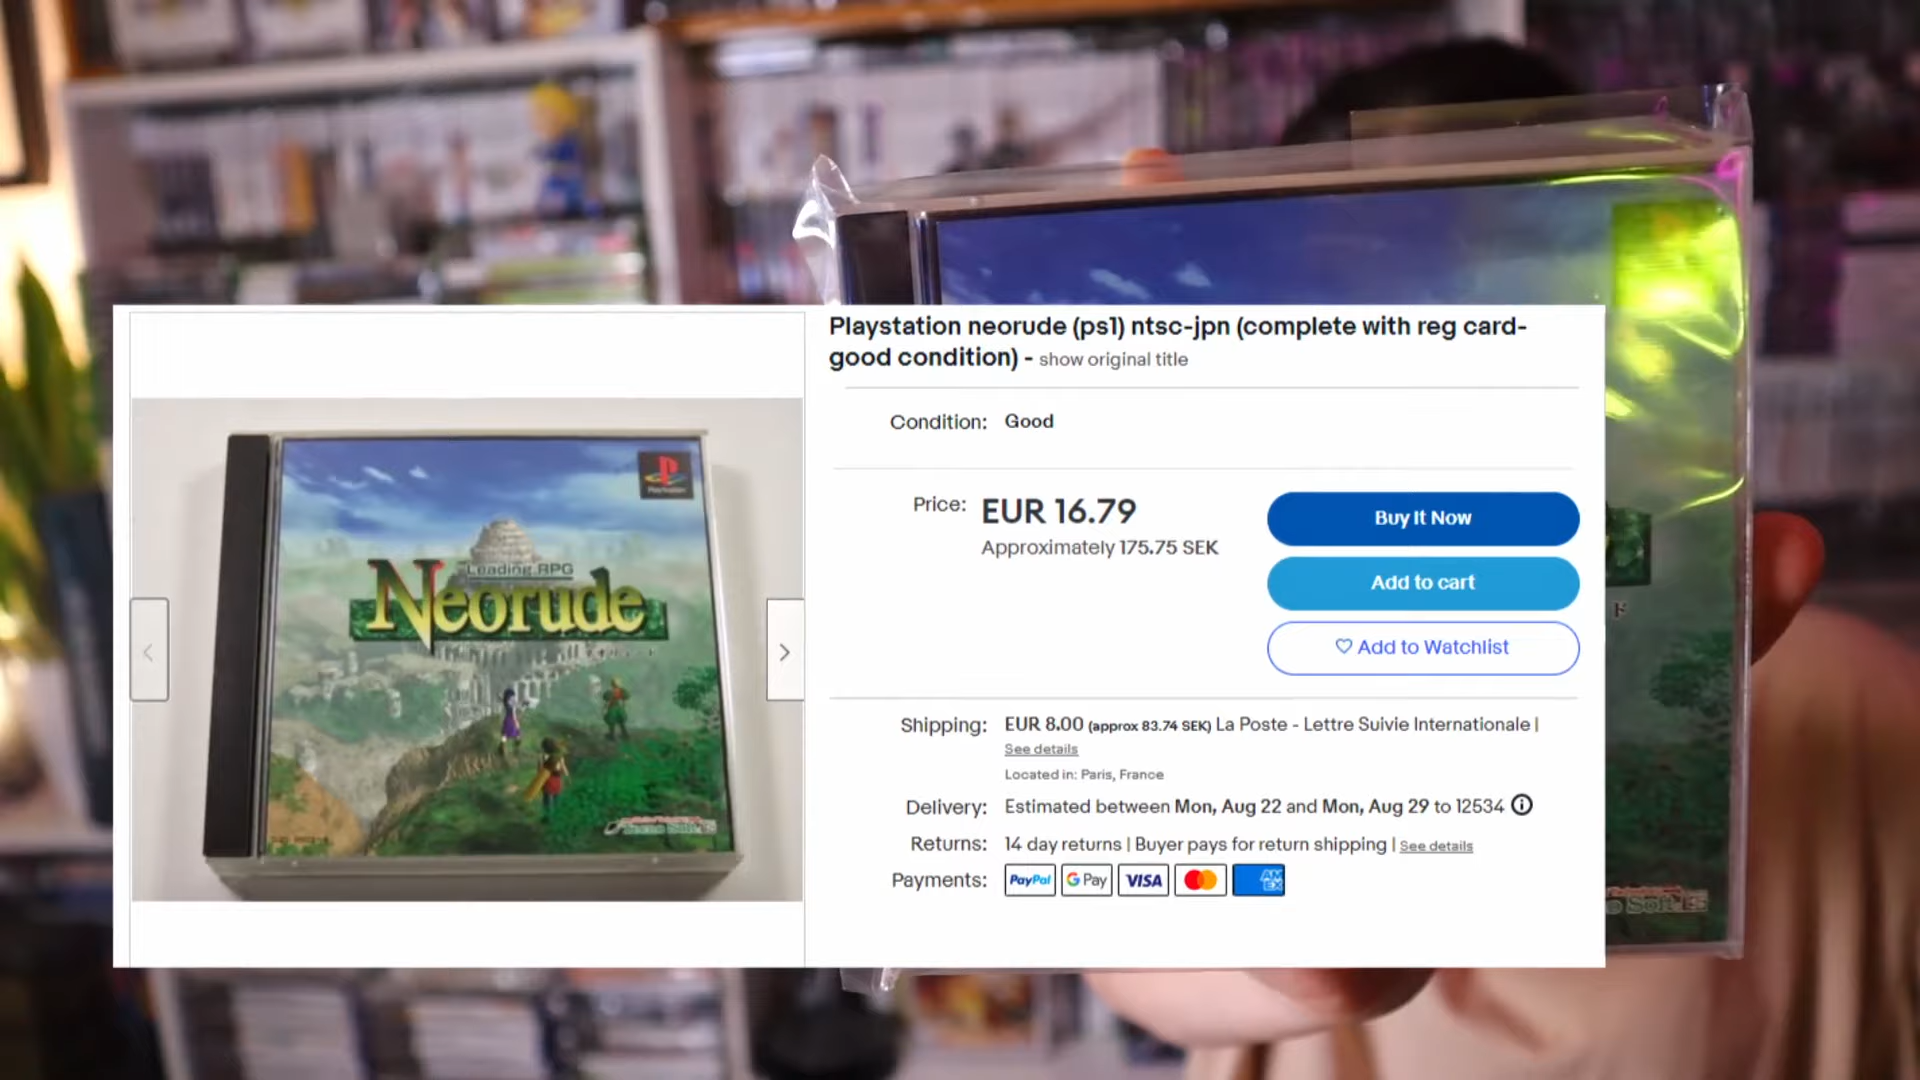 Playstation neorude (ps1) ntsc-jpn (complete with reg card-
good condition) - show original title
Condition: Good
Price: EUR 16.79
Approximately 175.75 SEK
Buy It Now
Add to cart
Add to Watchlist
Shipping: EUR 8.00 (approx 83.74 SEK) La Poste - Lettre Suivie Internationale |
See details
Located in: Paris, France
Delivery: Estimated between Mon, Aug 22 and Mon, Aug 29 to 12534
Returns: 14 day returns | Buyer pays for return shipping | See details
Payments: PayPal G Pay VISA AM EX
PlayStation
Leading RPG
Neorude
ド